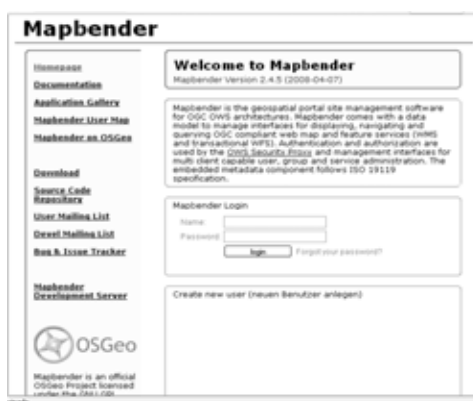 Mapbender
Homepage
Documentation
Application Gallery
Mapbender User Map
Mapbender on OSGeo
Download
Source Code
Repository
User Mailing List
Devel Mailing List
Bug & Issue Tracker
Mapbender
Development Server
OSGeo
Mapbender is an official
OSGeo Project licensed
under the GNU GPL
Welcome to Mapbender
Mapbender Version 2.4.5 (2008-04-07)
Mapbender is the geospatial portal site management software
for OGC OWS architectures. Mapbender comes with a data
model to manage interfaces for displaying, navigating and
querying OGC compliant web map and feature services (WMS
and transactional WFS). Authentication and authorization are
used by the OWS Security Proxy and management interfaces for
multi client capable user, group and service administration. The
embedded metadata component follows ISO 19119
specification.
Mapbender Login
Name:
Password
login Forgot your password?
Create new user (neuen Benutzer anlegen)